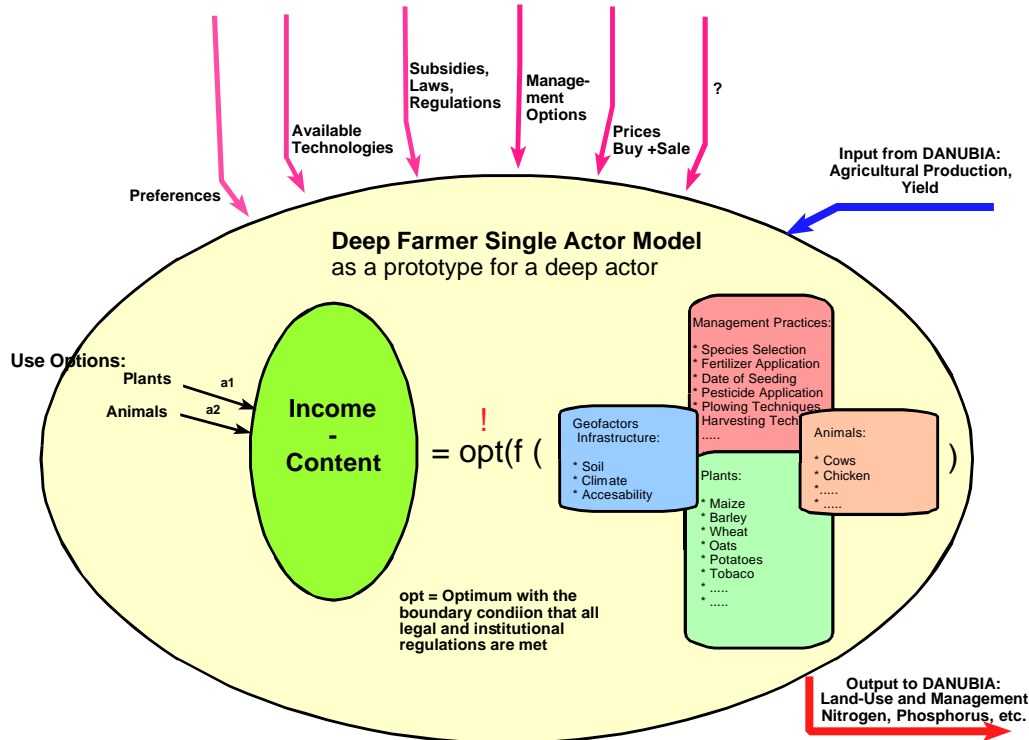 Subsidies,
Laws,
Regulations
Manage-
ment
Options
?
Available
Technologies
Prices
Buy +Sale
Preferences
Input from DANUBIA:
Agricultural Production,
Yield
Deep Farmer Single Actor Model
as a prototype for a deep actor
Use Options:
Plants
a1
Animals
a2
Income
-
Content
!
= opt(f (
Geofactors
Infrastructure:
* Soil
* Climate
* Accesability
Management Practices:
* Species Selection
* Fertilizer Application
* Date of Seeding
* Pesticide Application
* Plowing Techniques
* Harvesting Tech
.....
Plants:
* Maize
* Barley
* Wheat
* Oats
* Potatoes
* Tobaco
* .....
* .....
Animals:
* Cows
* Chicken
* .....
* .....
)
opt = Optimum with the
boundary condiion that all
legal and institutional
regulations are met
Output to DANUBIA:
Land-Use and Management
Nitrogen, Phosphorus, etc.